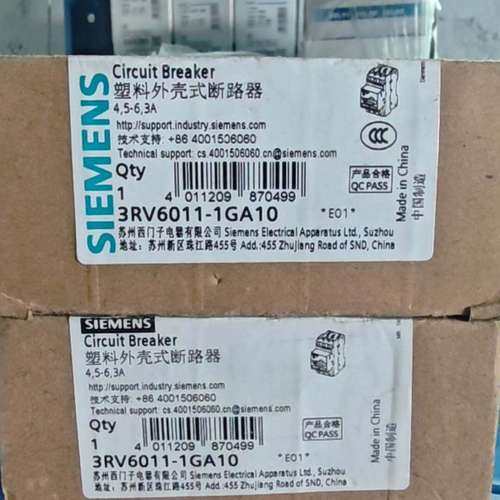 SIEMENS
Circuit Breaker
塑料外壳式断路器
4,5-6,3A
http://support.industry.siemens.com
技术支持: +86 4001506060
Technical support: cs.4001506060.cn@siemens.com
Qty
1
4 011209 870499
3RV6011-1GA10
*E01*
苏州西门子电器有限公司 Siemens Electrical Apparatus Ltd., Suzhou
地址: 苏州新区珠江路455号 Add.:455 Zhujiang Road of SND, China
CCC
产品合格
QC PASS
Made in China
中国制造
SIEMENS
Circuit Breaker
塑料外壳式断路器
4,5-6,3A
http://support.industry.siemens.com
技术支持: +86 4001506060
Technical support: cs.4001506060.cn@siemens.com
Qty
1
4 011209 870499
3RV6011-1GA10
*E01*
苏州西门子电器有限公司 Siemens Electrical Apparatus Ltd., Suzhou
地址: 苏州新区珠江路455号 Add.:455 Zhujiang Road of SND, China
产品合格
QC PASS
Made in China
中国制造